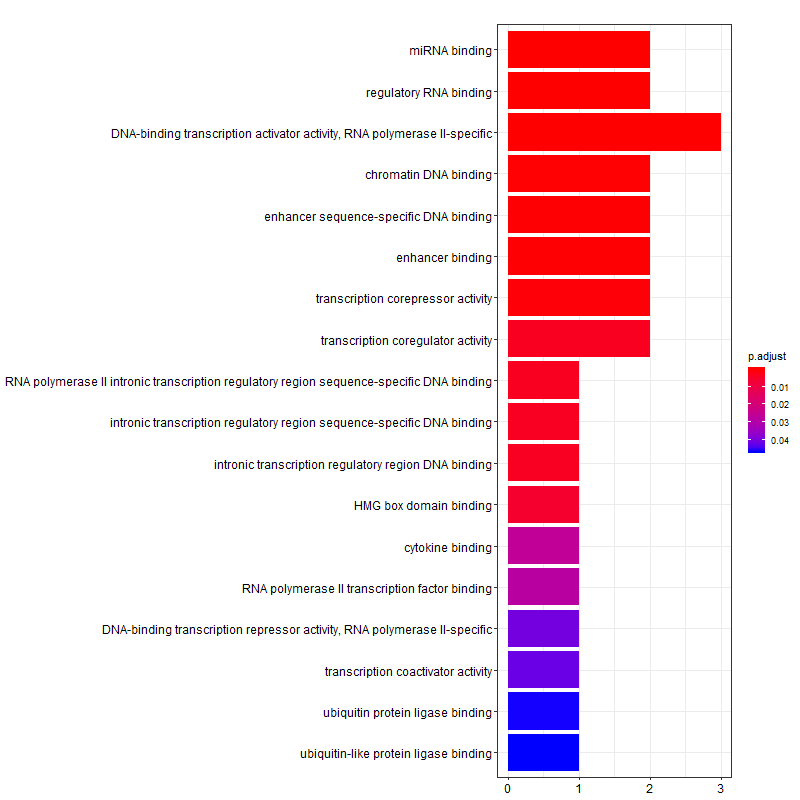 miRNA binding
regulatory RNA binding
DNA-binding transcription activator activity, RNA polymerase II-specific
chromatin DNA binding
enhancer sequence-specific DNA binding
enhancer binding
transcription corepressor activity
transcription coregulator activity
RNA polymerase II intronic transcription regulatory region sequence-specific DNA binding
intronic transcription regulatory region sequence-specific DNA binding
intronic transcription regulatory region DNA binding
HMG box domain binding
cytokine binding
RNA polymerase II transcription factor binding
DNA-binding transcription repressor activity, RNA polymerase II-specific
transcription coactivator activity
ubiquitin protein ligase binding
ubiquitin-like protein ligase binding
0 1 2 3
p.adjust
0.01
0.02
0.03
0.04